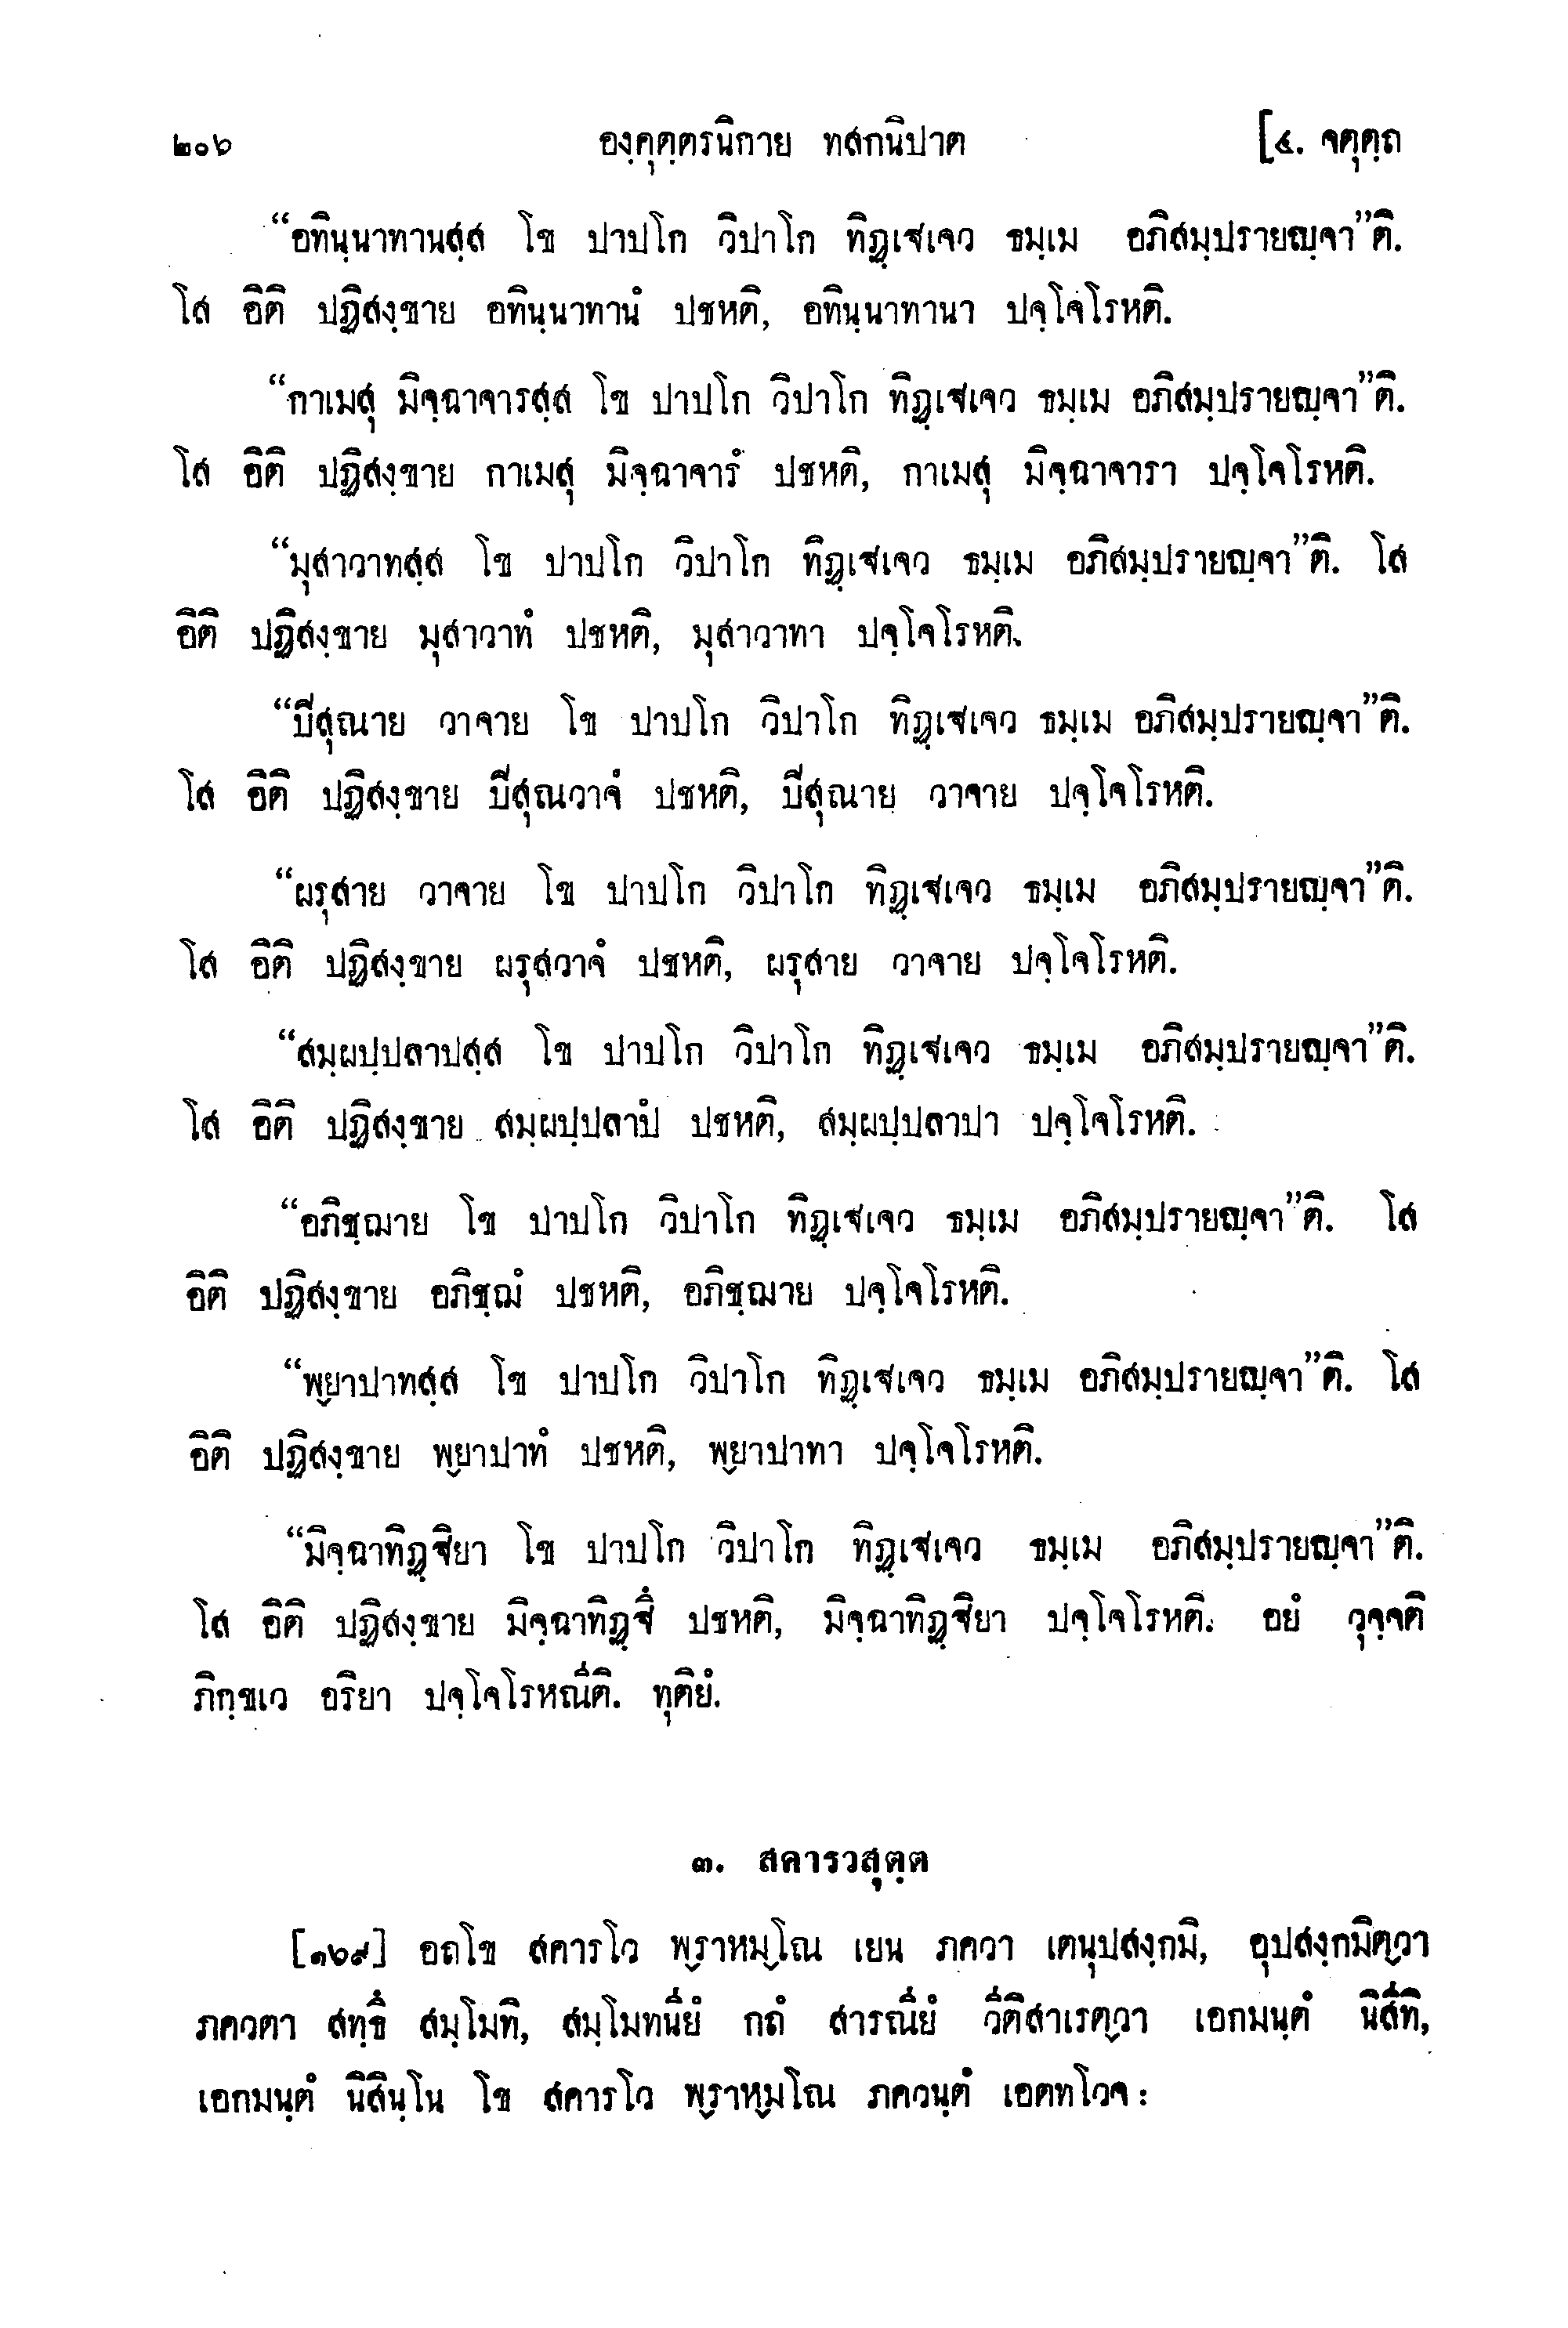 ๒๐๖ องฺคุตฺตรนิกาย ทสกนิปาต [๔. จตุตฺถ
“อทินฺนาทานสฺส โข ปาปโก วิปาโก ทิฏฺเฐเจว ธมฺเม อภิสมฺปรายญฺจา”ติ.
โส อิติ ปฏิสงฺขาย อทินฺนาทานํ ปชหติ, อทินฺนาทานา ปจฺโจโรหติ.
“กาเมสุ มิจฺฉาจารสฺส โข ปาปโก วิปาโก ทิฏฺเฐเจว ธมฺเม อภิสมฺปรายญฺจา”ติ.
โส อิติ ปฏิสงฺขาย กาเมสุ มิจฺฉาจารํ ปชหติ, กาเมสุ มิจฺฉาจารา ปจฺโจโรหติ.
“มุสาวาทสฺส โข ปาปโก วิปาโก ทิฏฺเฐเจว ธมฺเม อภิสมฺปรายญฺจา”ติ. โส
อิติ ปฏิสงฺขาย มุสาวาทํ ปชหติ, มุสาวาทา ปจฺโจโรหติ.
“ปิสุณาย วาจาย โข ปาปโก วิปาโก ทิฏฺเฐเจว ธมฺเม อภิสมฺปรายญฺจา”ติ.
โส อิติ ปฏิสงฺขาย ปิสุณวาจํ ปชหติ, ปิสุณาย วาจาย ปจฺโจโรหติ.
“ผรุสาย วาจาย โข ปาปโก วิปาโก ทิฏฺเฐเจว ธมฺเม อภิสมฺปรายญฺจา”ติ.
โส อิติ ปฏิสงฺขาย ผรุสวาจํ ปชหติ, ผรุสาย วาจาย ปจฺโจโรหติ.
“สมฺผปฺปลาปสฺส โข ปาปโก วิปาโก ทิฏฺเฐเจว ธมฺเม อภิสมฺปรายญฺจา”ติ.
โส อิติ ปฏิสงฺขาย สมฺผปฺปลาปํ ปชหติ, สมฺผปฺปลาปา ปจฺโจโรหติ.
“อภิชฺฌาย โข ปาปโก วิปาโก ทิฏฺเฐเจว ธมฺเม อภิสมฺปรายญฺจา”ติ. โส
อิติ ปฏิสงฺขาย อภิชฺฌํ ปชหติ, อภิชฺฌาย ปจฺโจโรหติ.
“พฺยาปาทสฺส โข ปาปโก วิปาโก ทิฏฺเฐเจว ธมฺเม อภิสมฺปรายญฺจา”ติ. โส
อิติ ปฏิสงฺขาย พฺยาปาทํ ปชหติ, พฺยาปาทา ปจฺโจโรหติ.
“มิจฺฉาทิฏฺฐิยา โข ปาปโก วิปาโก ทิฏฺเฐเจว ธมฺเม อภิสมฺปรายญฺจา”ติ.
โส อิติ ปฏิสงฺขาย มิจฺฉาทิฏฺฐึ ปชหติ, มิจฺฉาทิฏฺฐิยา ปจฺโจโรหติ. อยํ วุจฺจติ
ภิกฺขเว อริยา ปจฺโจโรหณีติ. ทุติยํ.
๓. สคารวสุตฺต
[๑๖๙] อถโข สคารโว พฺราหฺมโณ เยน ภควา เตนุปสงฺกมิ, อุปสงฺกมิตฺวา
ภควตา สทฺธึ สมฺโมทิ, สมฺโมทนียํ กถํ สารณียํ วีติสาเรตฺวา เอกมนฺตํ นิสีทิ,
เอกมนฺตํ นิสินฺโน โข สคารโว พฺราหฺมโณ ภควนฺตํ เอตทโวจ :